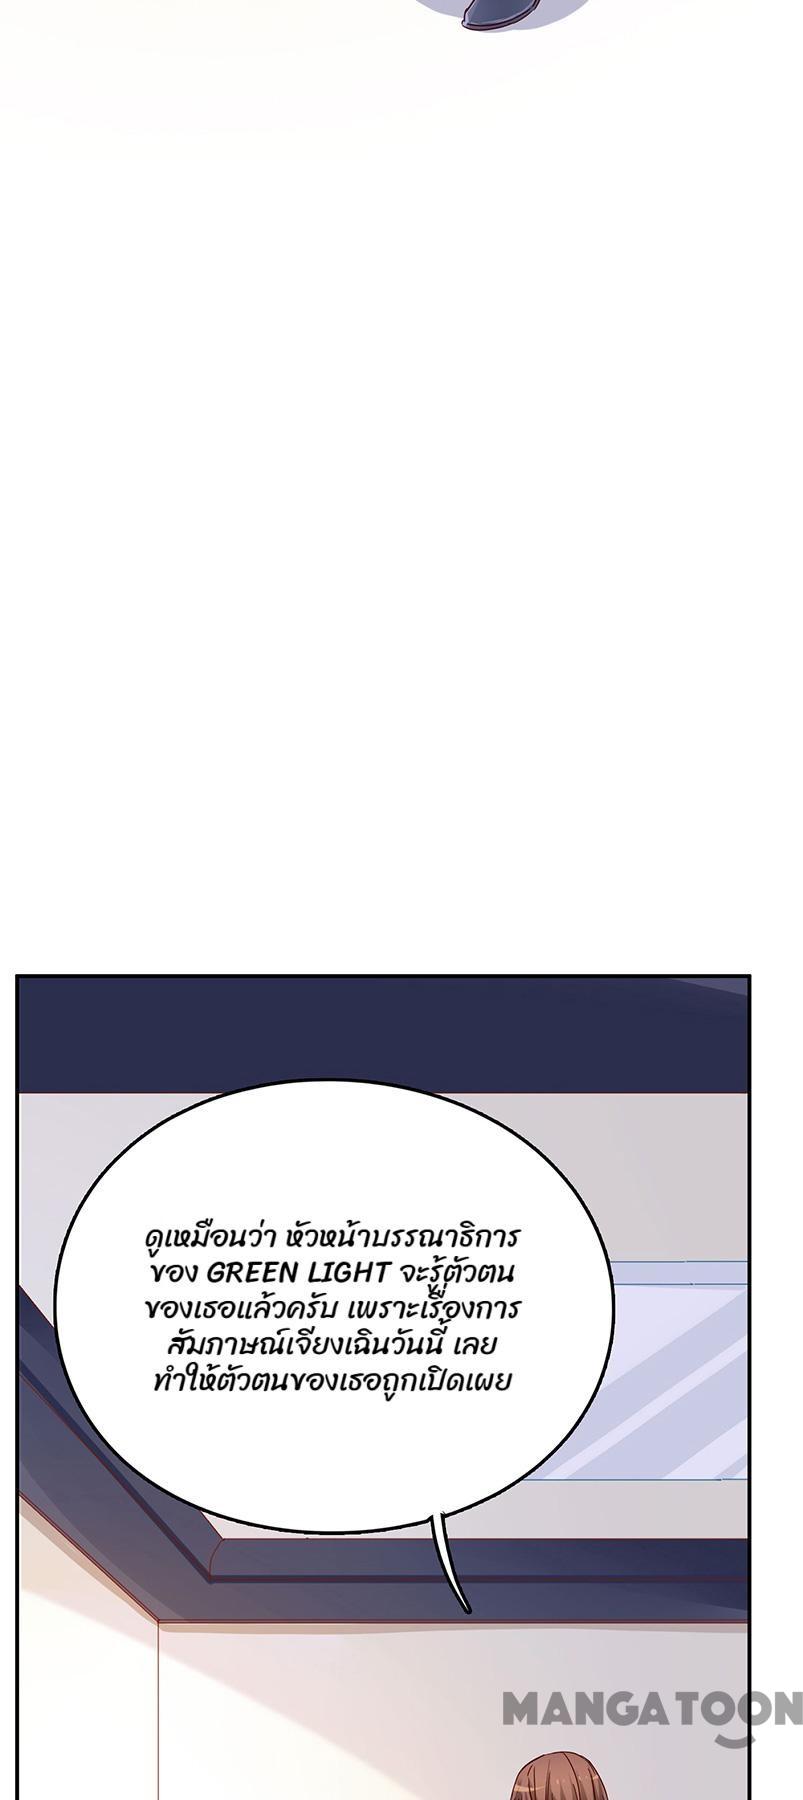 ดูเหมือนว่า หัวหน้าบรรณาธิการ
ของ GREEN LIGHT จะรู้ตัวตน
ของเธอแล้วครับ เพราะเรื่องการ
สัมภาษณ์เจียงเฉินวันนี้ เลย
ทำให้ตัวตนของเธอถูกเปิดเผย
MANGATOON